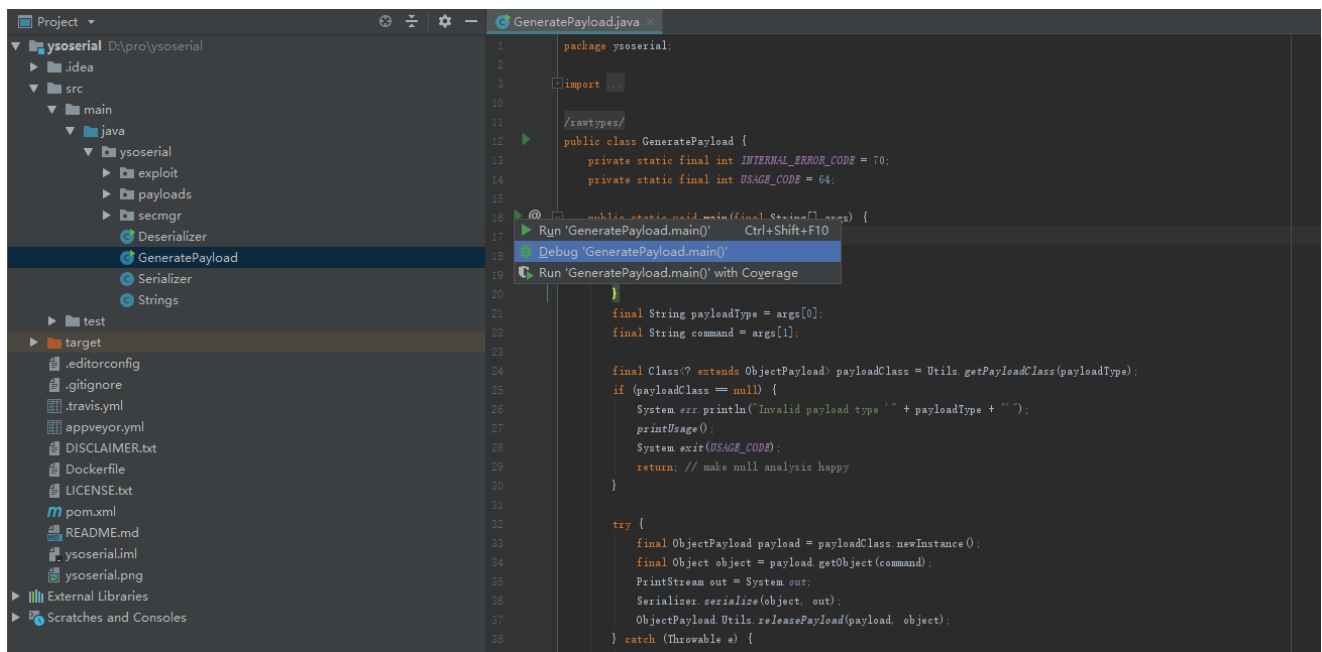 Project
ysoserial D:\pro\ysoserial
.idea
src
main
java
ysoserial
exploit
payloads
secmgr
Deserializer
GeneratePayload
Serializer
Strings
test
target
.editorconfig
.gitignore
.travis.yml
appveyor.yml
DISCLAIMER.txt
Dockerfile
LICENSE.txt
pom.xml
README.md
ysoserial.iml
ysoserial.png
External Libraries
Scratches and Consoles
GeneratePayload.java
1 package ysoserial;
2
3 import ...
10
11 /rawtypes/
12 public class GeneratePayload {
13 private static final int INTERNAL_ERROR_CODE = 70;
14 private static final int USAGE_CODE = 64;
15
16 @ public static void main(final String[] args) {
17 Run 'GeneratePayload.main()' Ctrl+Shift+F10
18 Debug 'GeneratePayload.main()'
19 Run 'GeneratePayload.main()' with Coverage
20 }
21 final String payloadType = args[0];
22 final String command = args[1];
23
24 final Class<? extends ObjectPayload> payloadClass = Utils.getPayloadClass(payloadType);
25 if (payloadClass == null) {
26 System.err.println("Invalid payload type '" + payloadType + "'");
27 printUsage();
28 System.exit(USAGE_CODE);
29 return; // make null analysis happy
30 }
31
32 try {
33 final ObjectPayload payload = payloadClass.newInstance();
34 final Object object = payload.getObject(command);
35 PrintStream out = System.out;
36 Serializer.serialize(object, out);
37 ObjectPayload.Utils.releasePayload(payload, object);
38 } catch (Throwable e) {